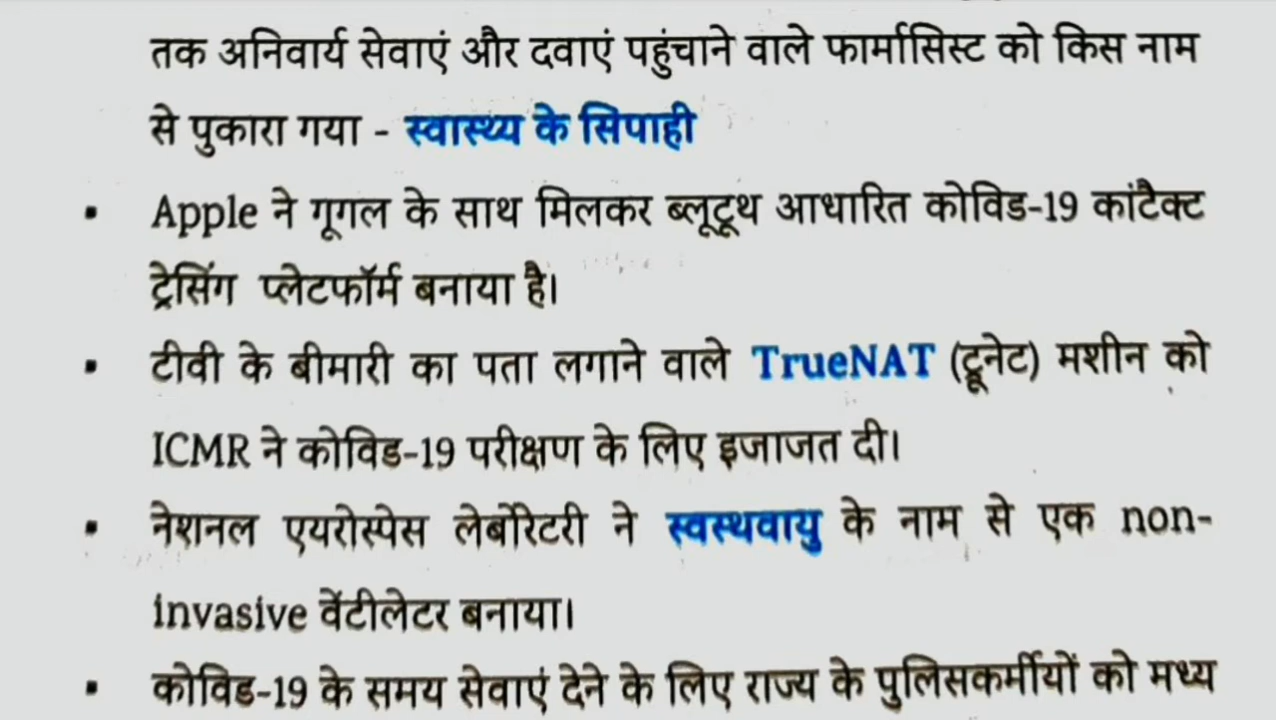 तक अनिवार्य सेवाएं और दवाएं पहुंचाने वाले फार्मासिस्ट को किस नाम
से पुकारा गया - स्वास्थ्य के सिपाही
▪ Apple ने गूगल के साथ मिलकर ब्लूटूथ आधारित कोविड-19 कांटैक्ट
ट्रेसिंग प्लेटफॉर्म बनाया है।
▪ टीवी के बीमारी का पता लगाने वाले TrueNAT (ट्रूनेट) मशीन को
ICMR ने कोविड-19 परीक्षण के लिए इजाजत दी।
▪ नेशनल एयरोस्पेस लेबोरेटरी ने स्वस्थवायु के नाम से एक non-
invasive वेंटीलेटर बनाया।
▪ कोविड-19 के समय सेवाएं देने के लिए राज्य के पुलिसकर्मीयों को मध्य